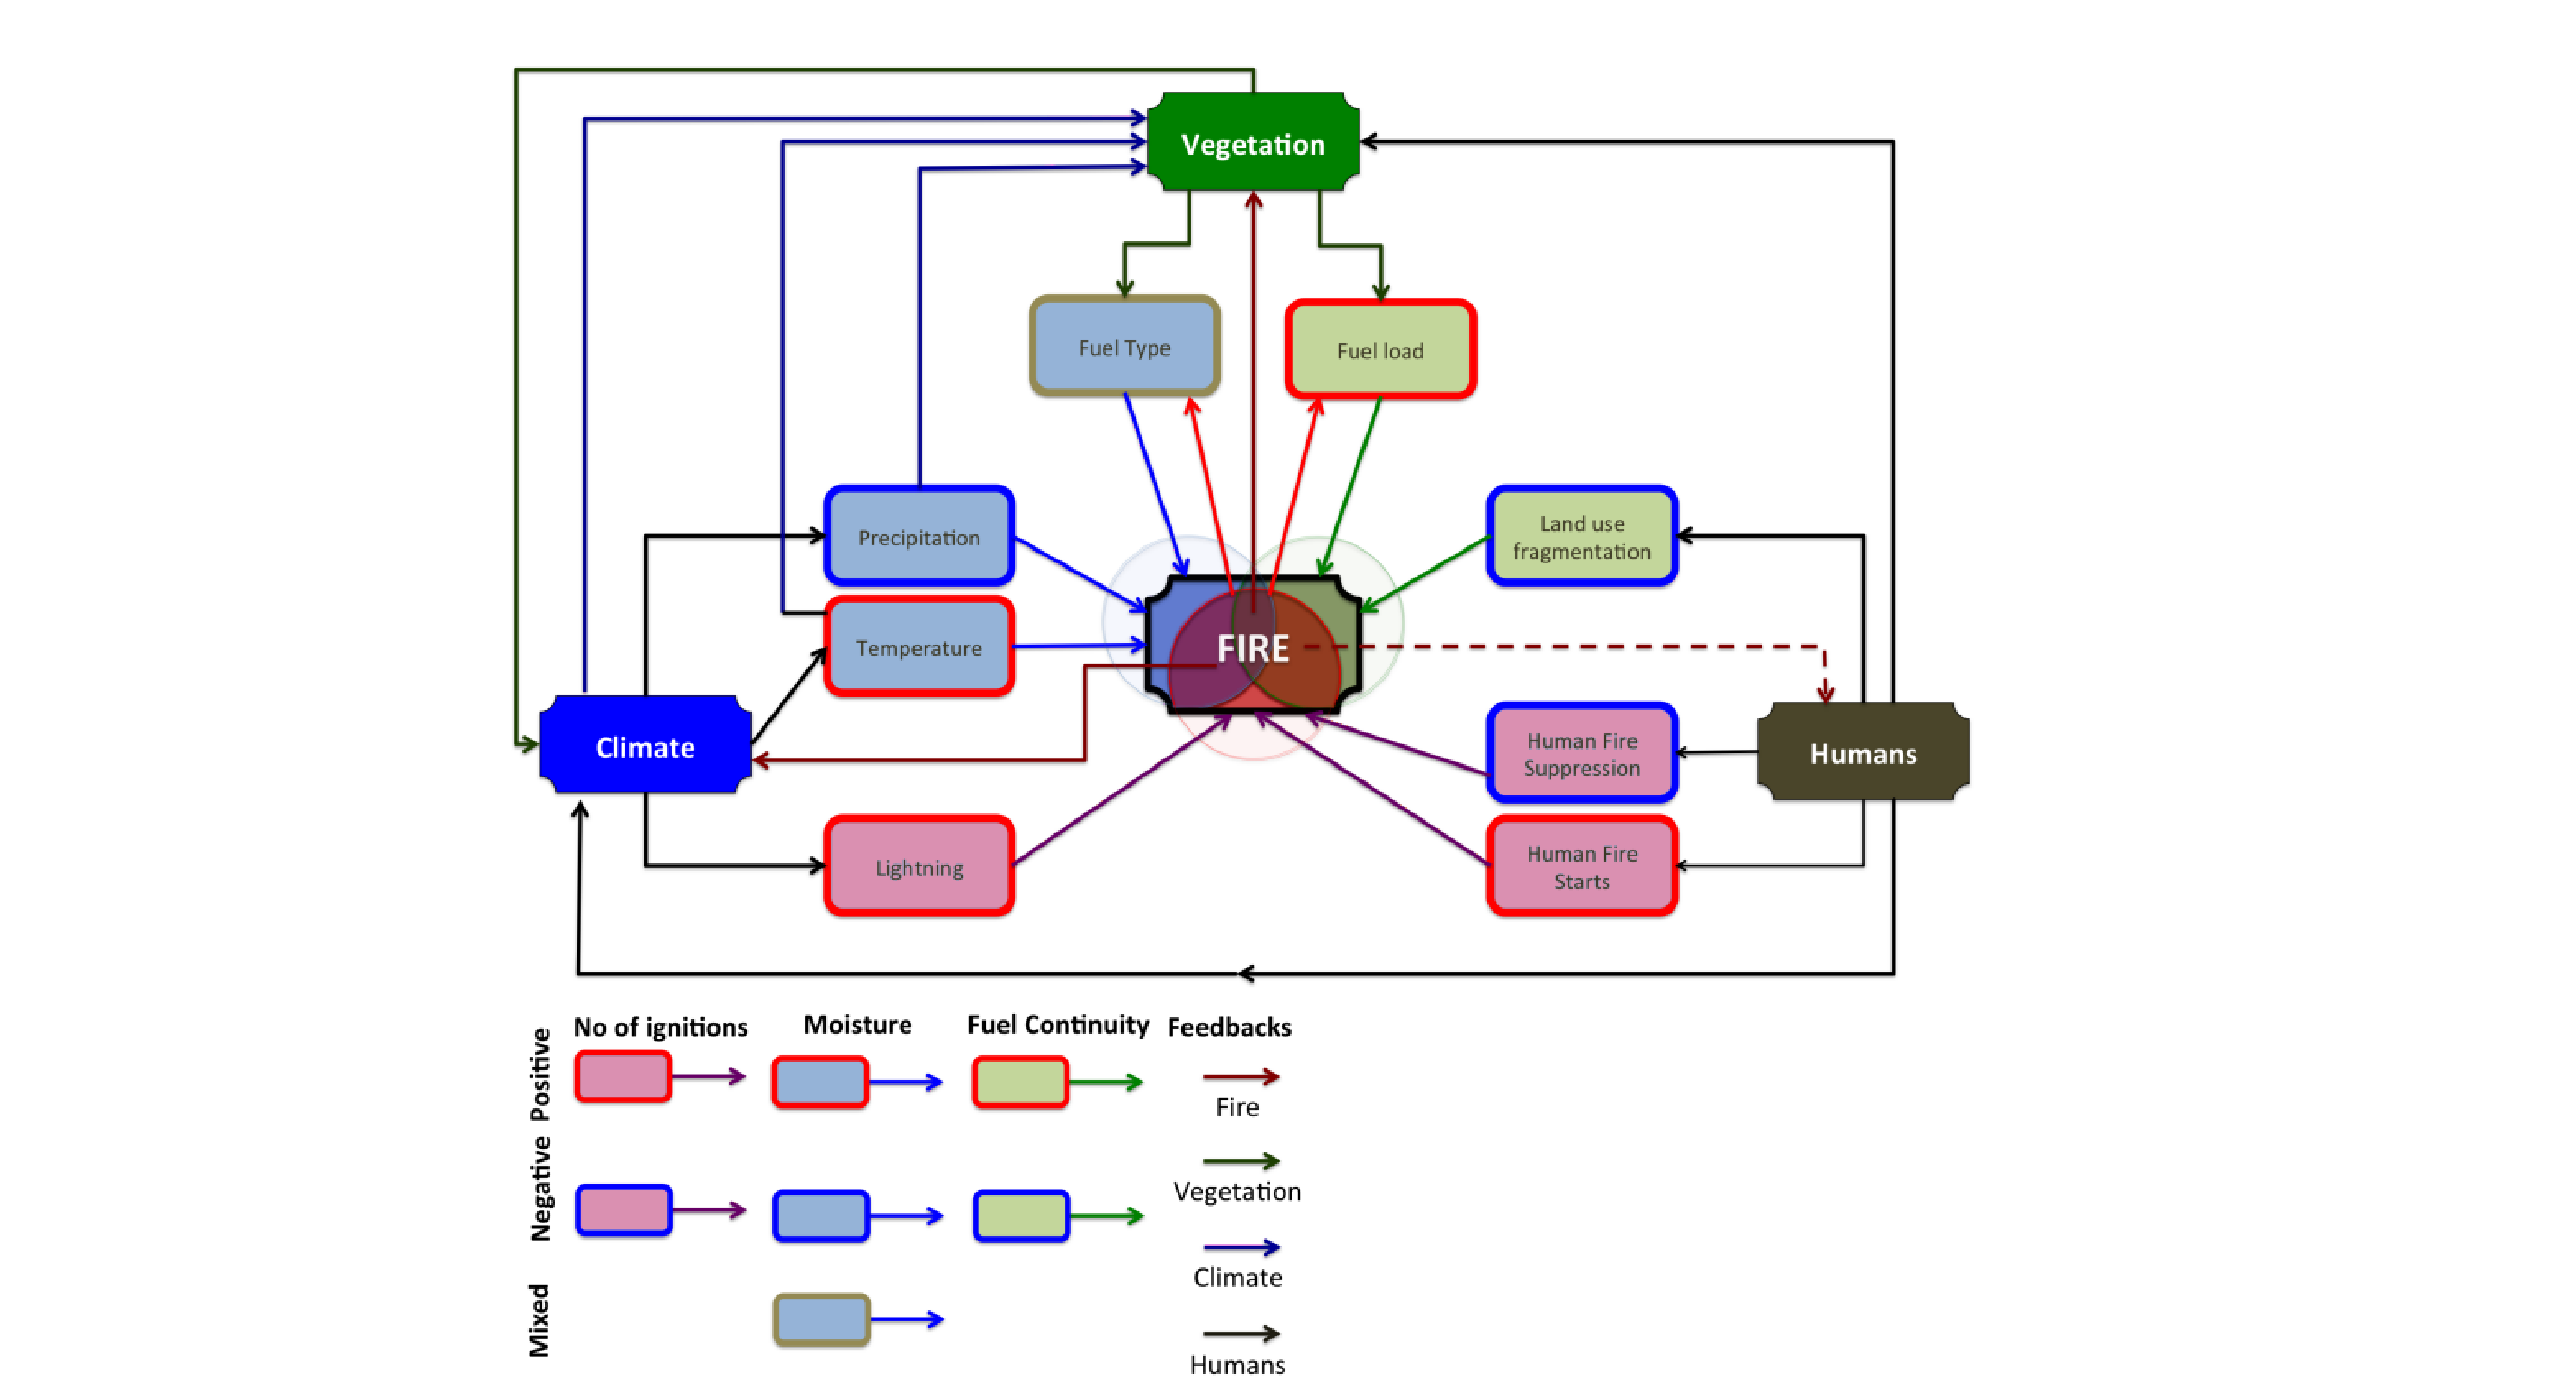 Vegetation
Fuel Type
Fuel load
Precipitation
Land use
fragmentation
Temperature
FIRE
Climate
Human Fire
Suppression
Humans
Lightning
Human Fire
Starts
No of ignitions
Moisture
Fuel Continuity
Feedbacks
Positive
Fire
Negative
Vegetation
Climate
Mixed
Humans